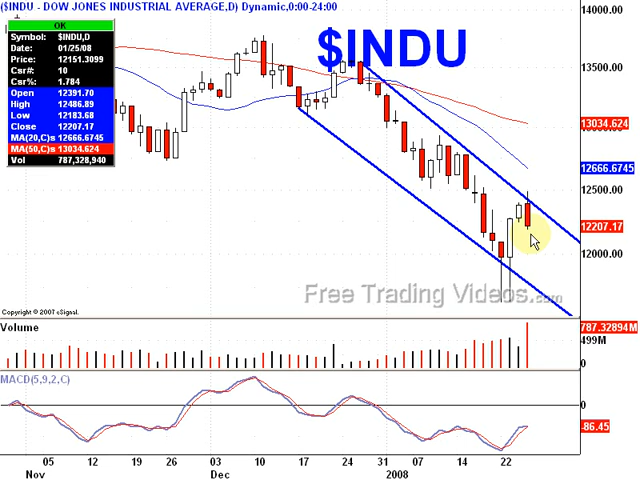 ($INDU - DOW JONES INDUSTRIAL AVERAGE,D) Dynamic,0:00-24:00
$INDU
OK
Symbol: $INDU,D
Date: 01/25/08
Price: 12151.3099
Csr#: 10
Csr%: 1.784
Open 12391.70
High 12486.89
Low 12183.68
Close 12207.17
MA(20,C)s 12666.6745
MA(50,C)s 13034.624
Vol 787,328,940
14000.00
13500.00
13034.624
13000.00
12666.6745
12500.00
12207.17
12000.00
Free Trading Videos.com
Copyright © 2007 eSignal.
Volume
787.32894M
499M
0
MACD(5,9,2,C)
0
-86.45
05 12 19 26 03 10 17 24 31 07 14 22
Nov Dec 2008